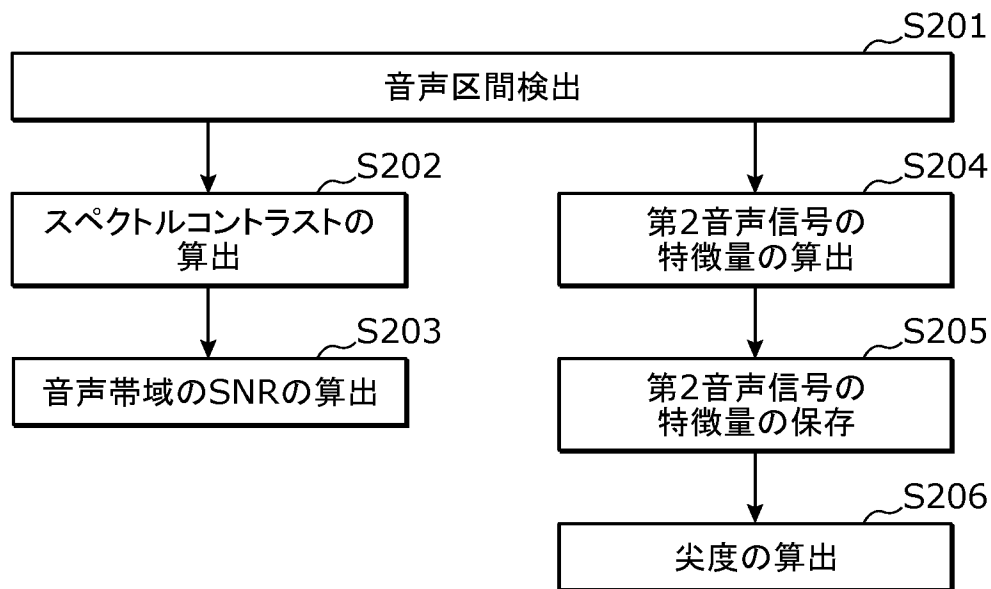 S201
音声区間検出
S202
スペクトルコントラストの
算出
S203
音声帯域のSNRの算出
S204
第2音声信号の
特徴量の算出
S205
第2音声信号の
特徴量の保存
S206
尖度の算出